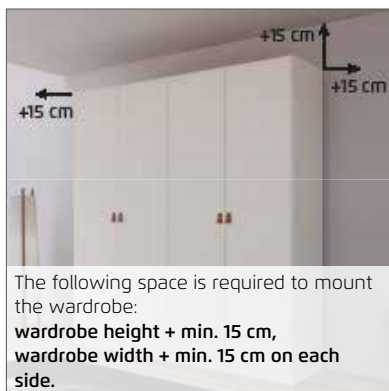 +15 cm
+15 cm
+15 cm
The following space is required to mount
the wardrobe:
wardrobe height + min. 15 cm,
wardrobe width + min. 15 cm on each
side.